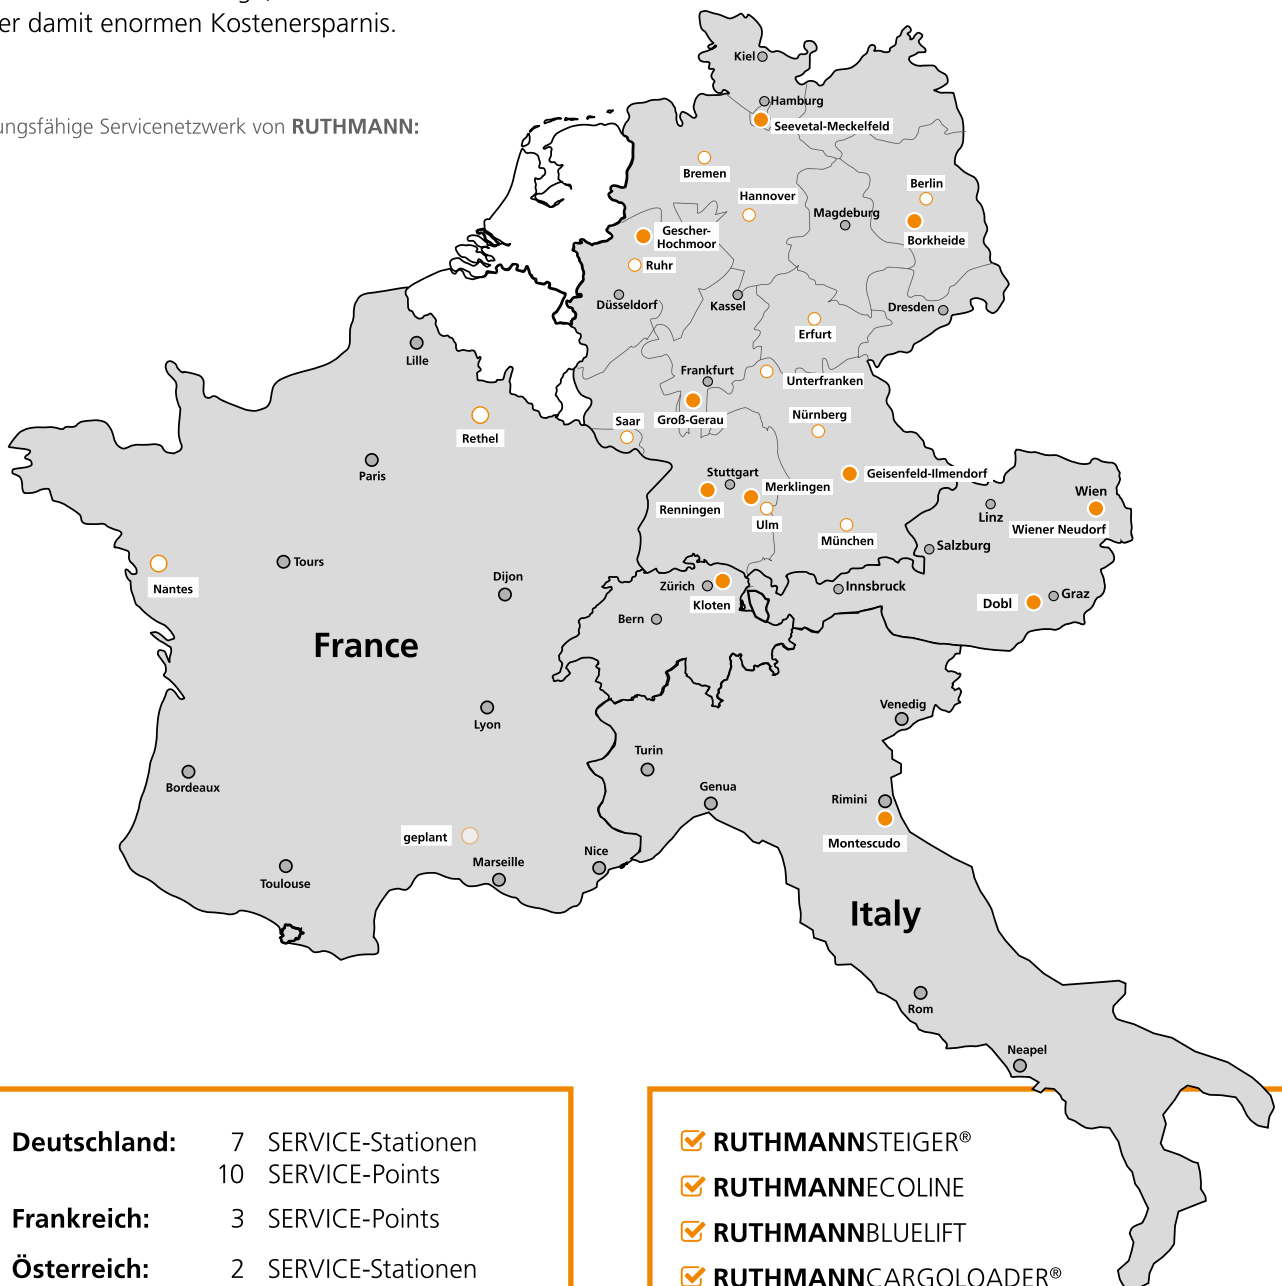 er damit enormen Kostenersparnis.
ungsfähige Servicenetzwerk von RUTHMANN:
Kiel
Hamburg
Seevetal-Meckelfeld
Bremen
Berlin
Hannover
Magdeburg
Gescher-
Hochmoor
Borkheide
Ruhr
Düsseldorf
Kassel
Dresden
Erfurt
Lille
Frankfurt
Unterfranken
Groß-Gerau
Nürnberg
Saar
Rethel
Paris
Stuttgart
Geisenfeld-Ilmendorf
Merklingen
Renningen
Ulm
München
Wien
Linz
Wiener Neudorf
Salzburg
Tours
Nantes
Dijon
Zürich
Innsbruck
Kloten
Dobl
Graz
Bern
France
Lyon
Venedig
Turin
Bordeaux
Genua
Rimini
geplant
Montescudo
Marseille
Nice
Toulouse
Italy
Rom
Neapel
Deutschland: 7 SERVICE-Stationen
10 SERVICE-Points
Frankreich: 3 SERVICE-Points
Österreich: 2 SERVICE-Stationen
RUTHMANNSTEIGER®
RUTHMANNECOLINE
RUTHMANNBLUELIFT
RUTHMANNCARGOLOADER®